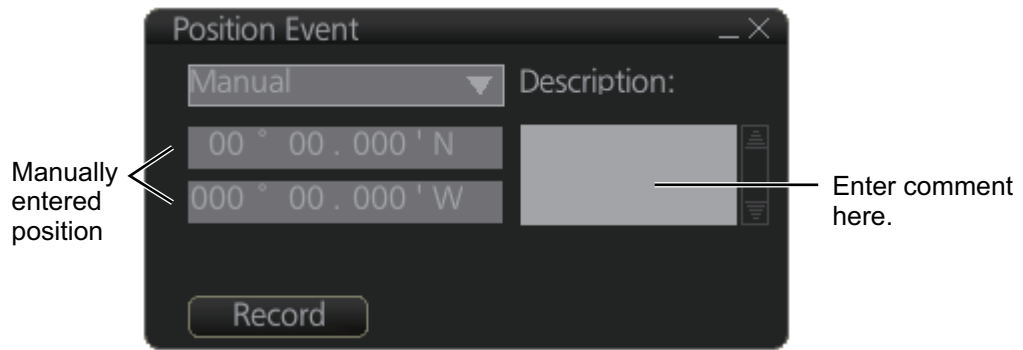 Position Event
Manual
Description:
00 ° 00 . 000 ' N
000 ° 00 . 000 ' W
Manually
entered
position
Enter comment
here.
Record